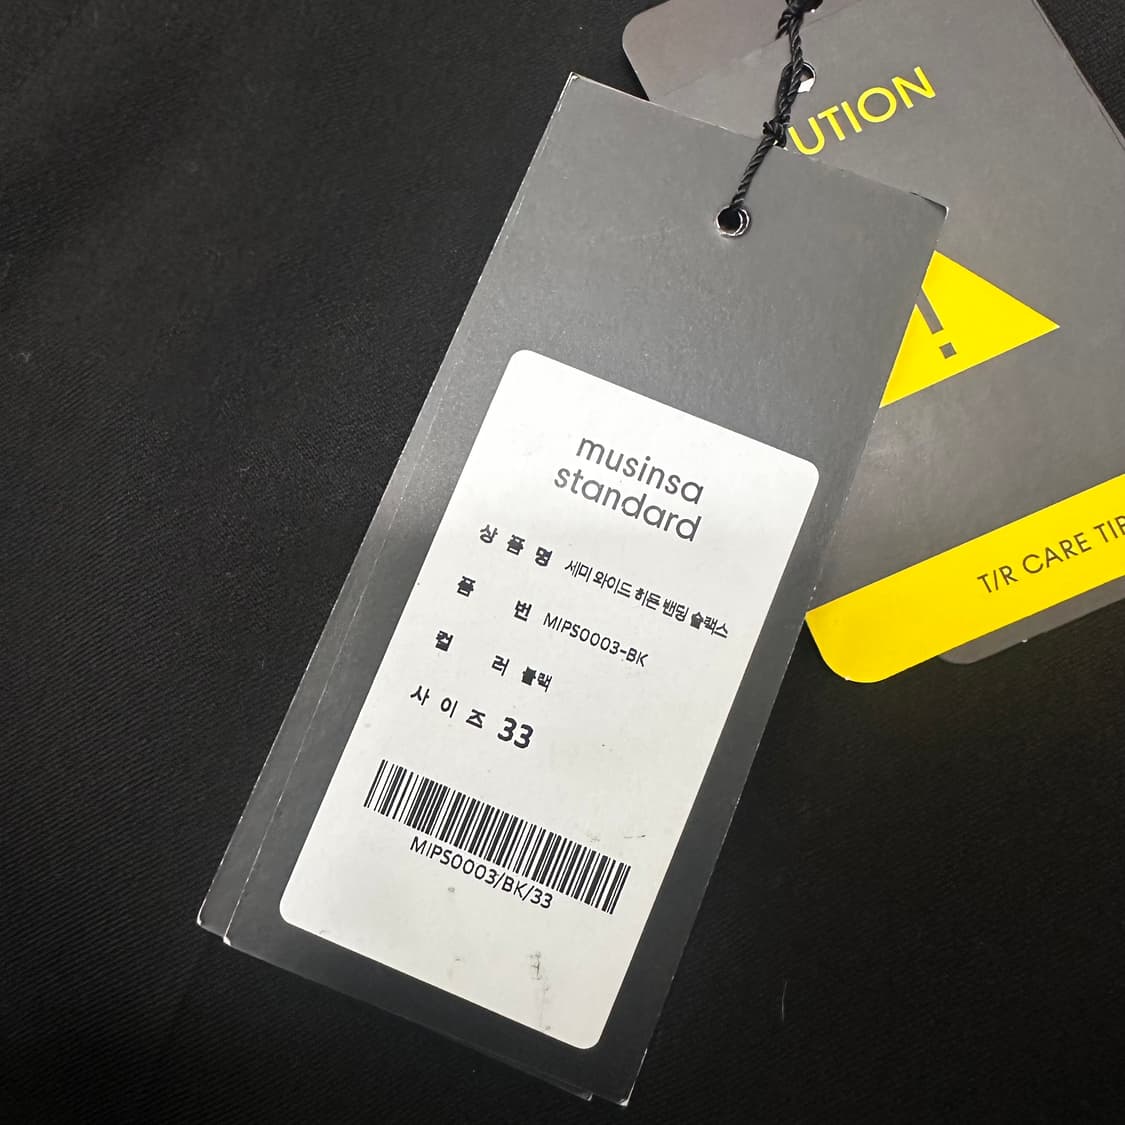 UTION
!
T/R CARE TIP
musinsa
standard
상 품 명 세미 와이드 히든 밴딩 슬랙스
품 번 MIPS0003-BK
컬 러 블랙
사 이 즈 33
MIPS0003/BK/33